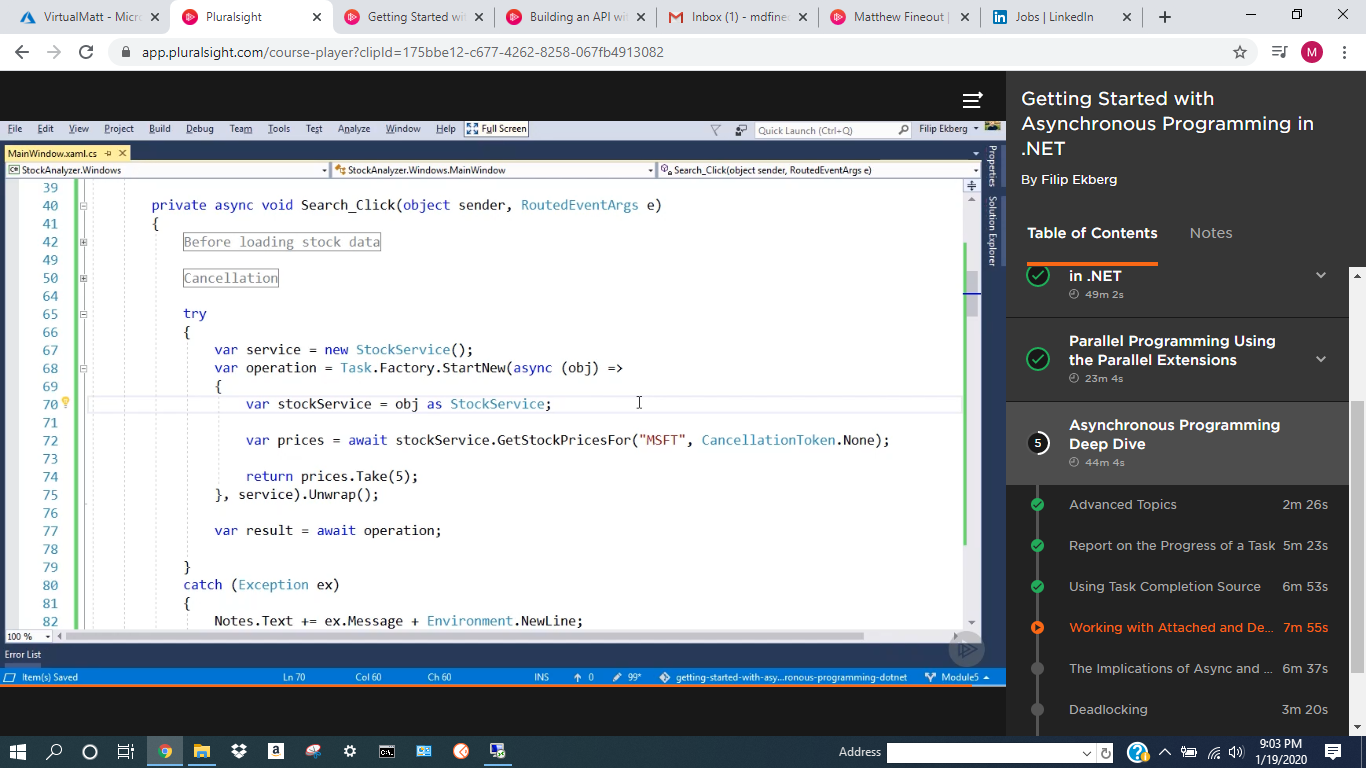 VirtualMatt - Micro
Pluralsight
Getting Started wit
Building an API wit
Inbox (1) - mdfinec
Matthew Fineout |
Jobs | LinkedIn
app.pluralsight.com/course-player?clipId=175bbe12-c677-4262-8258-067fb4913082
M
File Edit View Project Build Debug Team Tools Test Analyze Window Help Full Screen
Quick Launch (Ctrl+Q)
Filip Ekberg
MainWindow.xaml.cs
StockAnalyzer.Windows
StockAnalyzer.Windows.MainWindow
Search_Click(object sender, RoutedEventArgs e)
Properties
Solution Explorer
39
40 private async void Search_Click(object sender, RoutedEventArgs e)
41 {
42 Before loading stock data
49
50 Cancellation
64
65 try
66 {
67 var service = new StockService();
68 var operation = Task.Factory.StartNew(async (obj) =>
69 {
70 var stockService = obj as StockService;
71
72 var prices = await stockService.GetStockPricesFor("MSFT", CancellationToken.None);
73
74 return prices.Take(5);
75 }, service).Unwrap();
76
77 var result = await operation;
78
79 }
80 catch (Exception ex)
81 {
82 Notes.Text += ex.Message + Environment.NewLine;
100 %
Error List
Item(s) Saved
Ln 70
Col 60
Ch 60
INS
0
99*
getting-started-with-asy...ronous-programming-dotnet
Module5
Getting Started with
Asynchronous Programming in
.NET
By Filip Ekberg
Table of Contents
Notes
in .NET
49m 2s
Parallel Programming Using
the Parallel Extensions
23m 4s
5
Asynchronous Programming
Deep Dive
44m 4s
Advanced Topics 2m 26s
Report on the Progress of a Task 5m 23s
Using Task Completion Source 6m 53s
Working with Attached and De... 7m 55s
The Implications of Async and ... 6m 37s
Deadlocking 3m 20s
Address
9:03 PM
1/19/2020